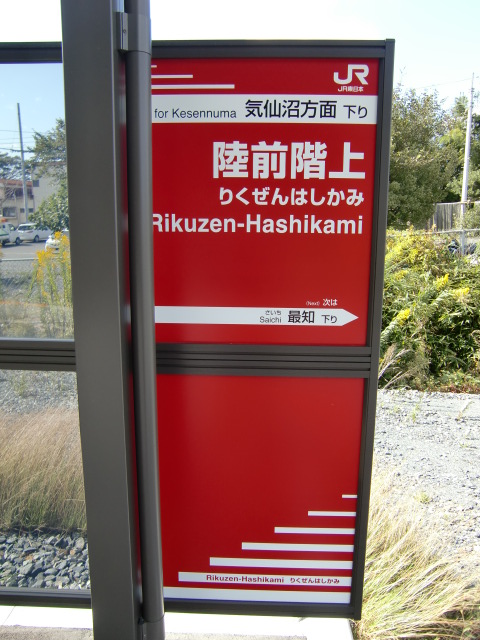 JR
JR東日本
for Kesennuma 気仙沼方面 下り
陸前階上
りくぜんはしかみ
Rikuzen-Hashikami
(Next) 次は
さいち
Saichi 最知 下り
Rikuzen-Hashikami りくぜんはしかみ